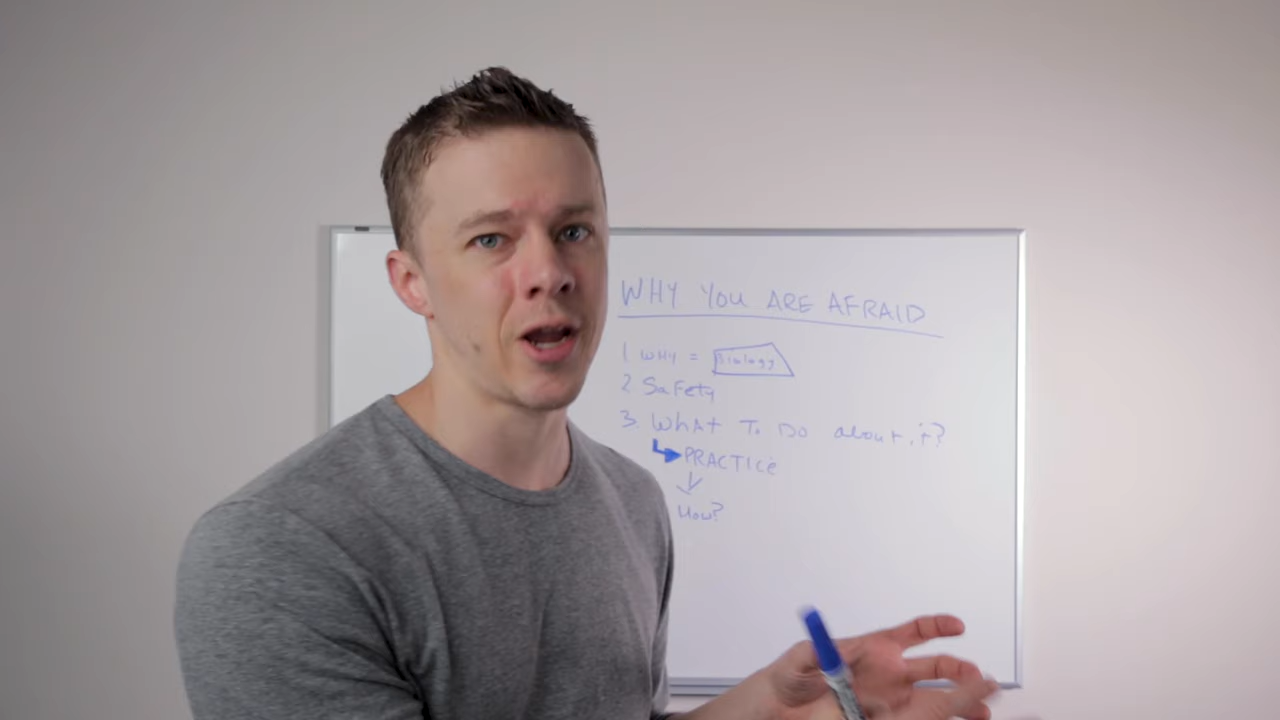 WHY YOU ARE AFRAID
1 WHY = Biology
2 Safety
3. WHAT To Do about it?
PRACTICE
How?